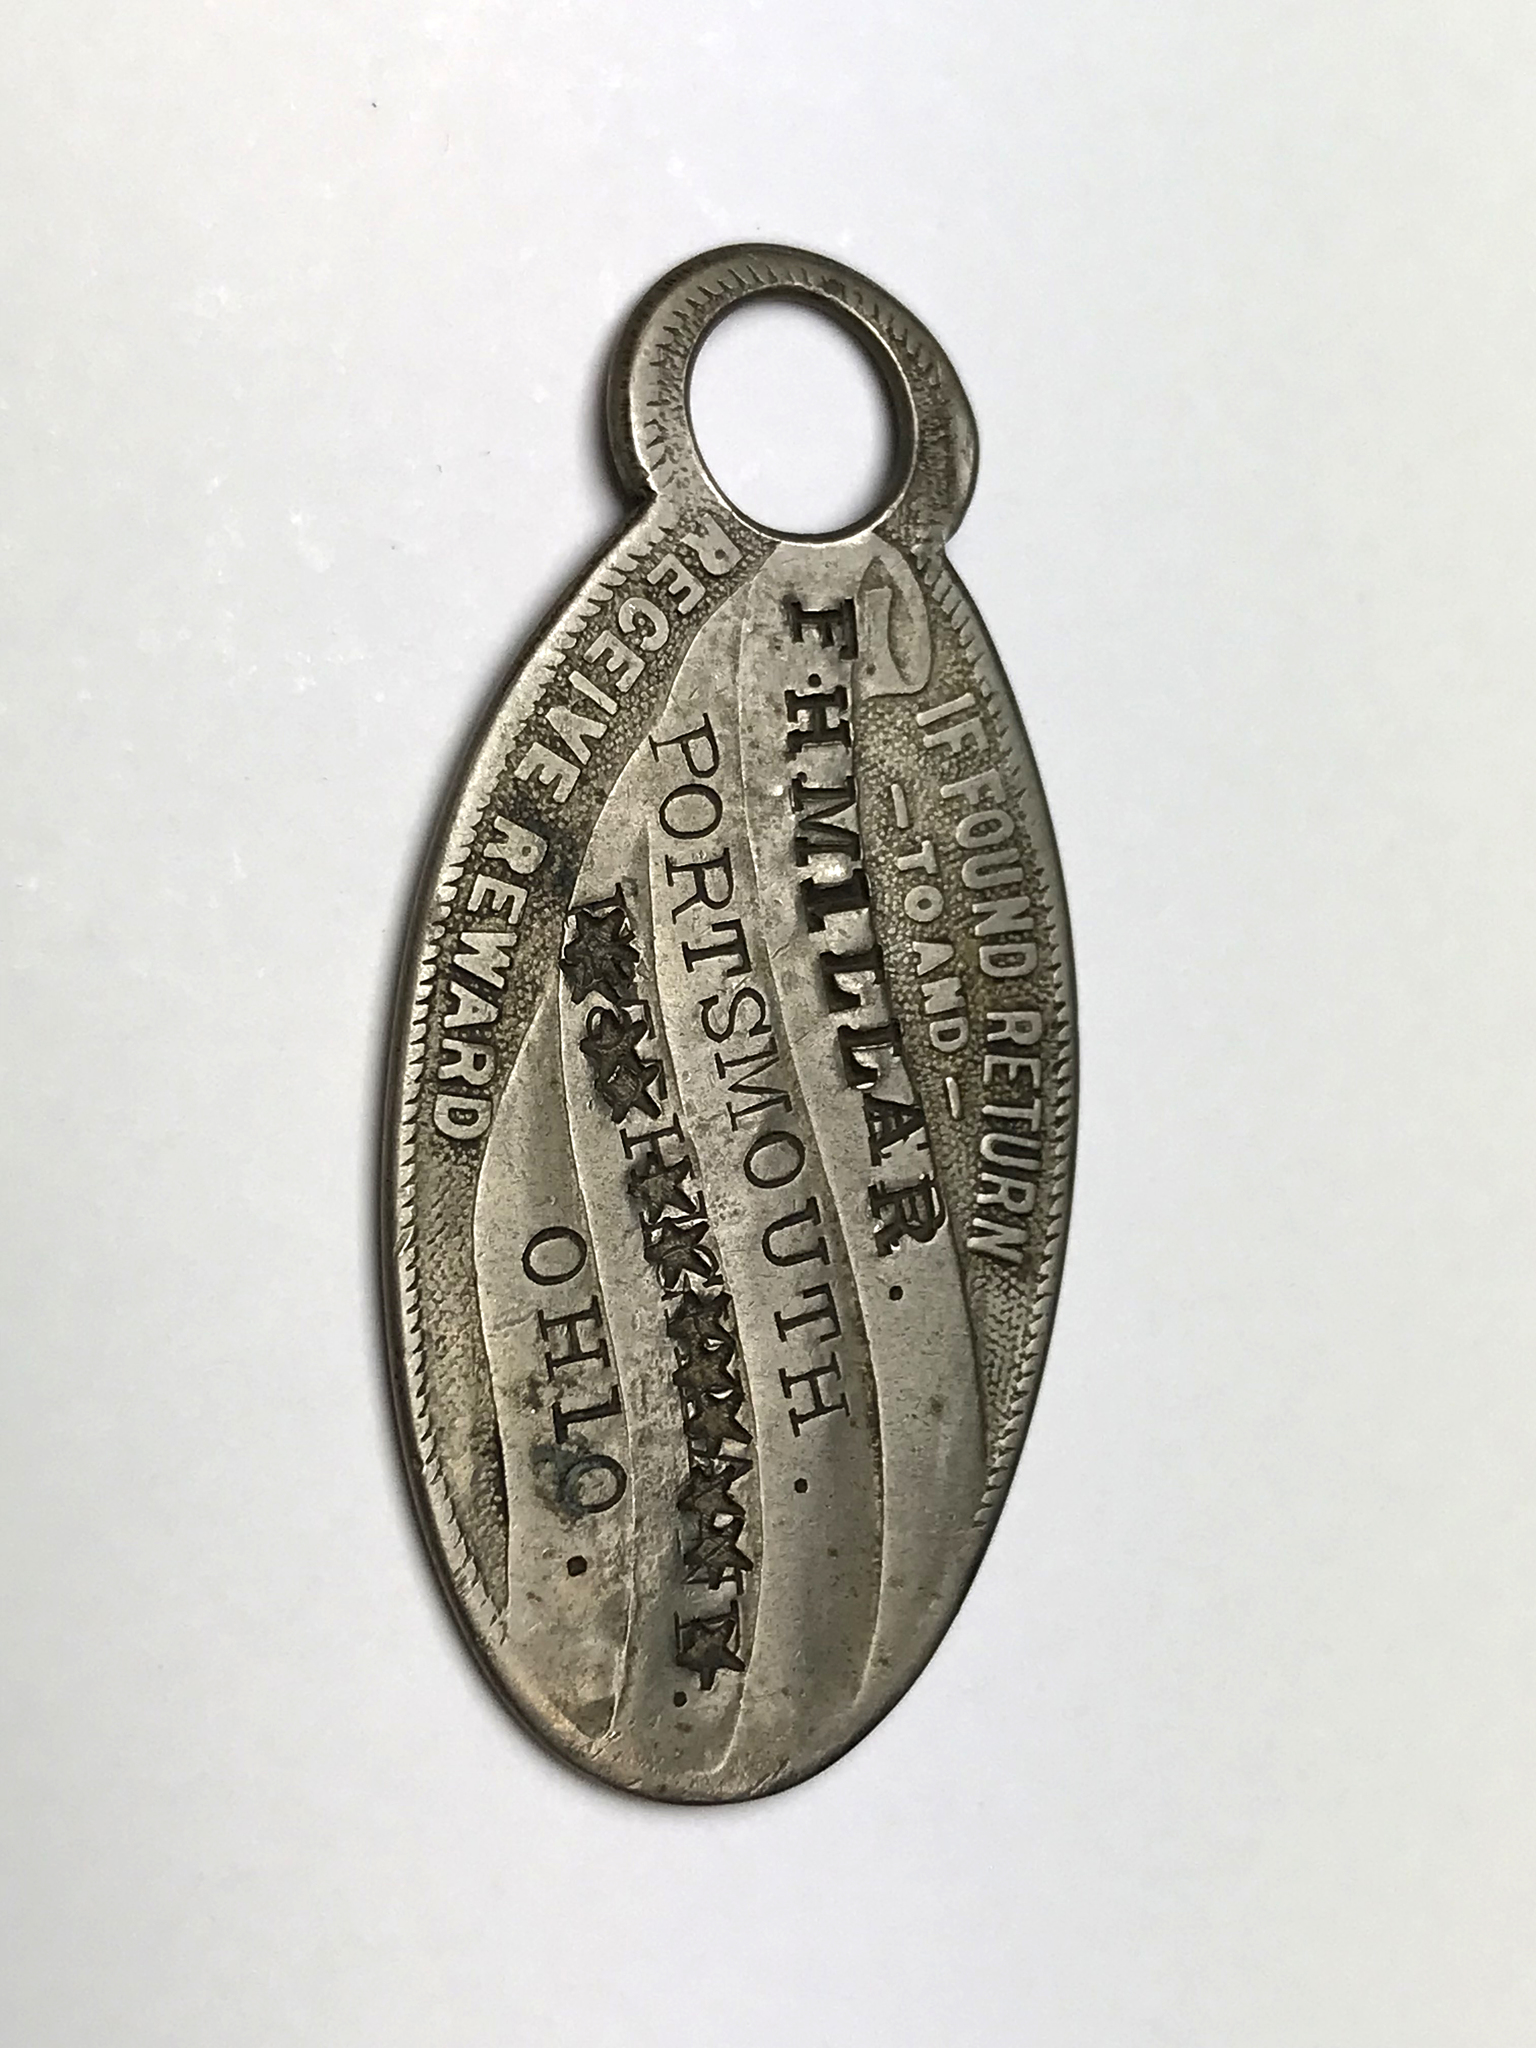 IF FOUND RETURN
- TO AND -
F.H.MILLAR.
PORTSMOUTH.
OHIO.
RECEIVE REWARD